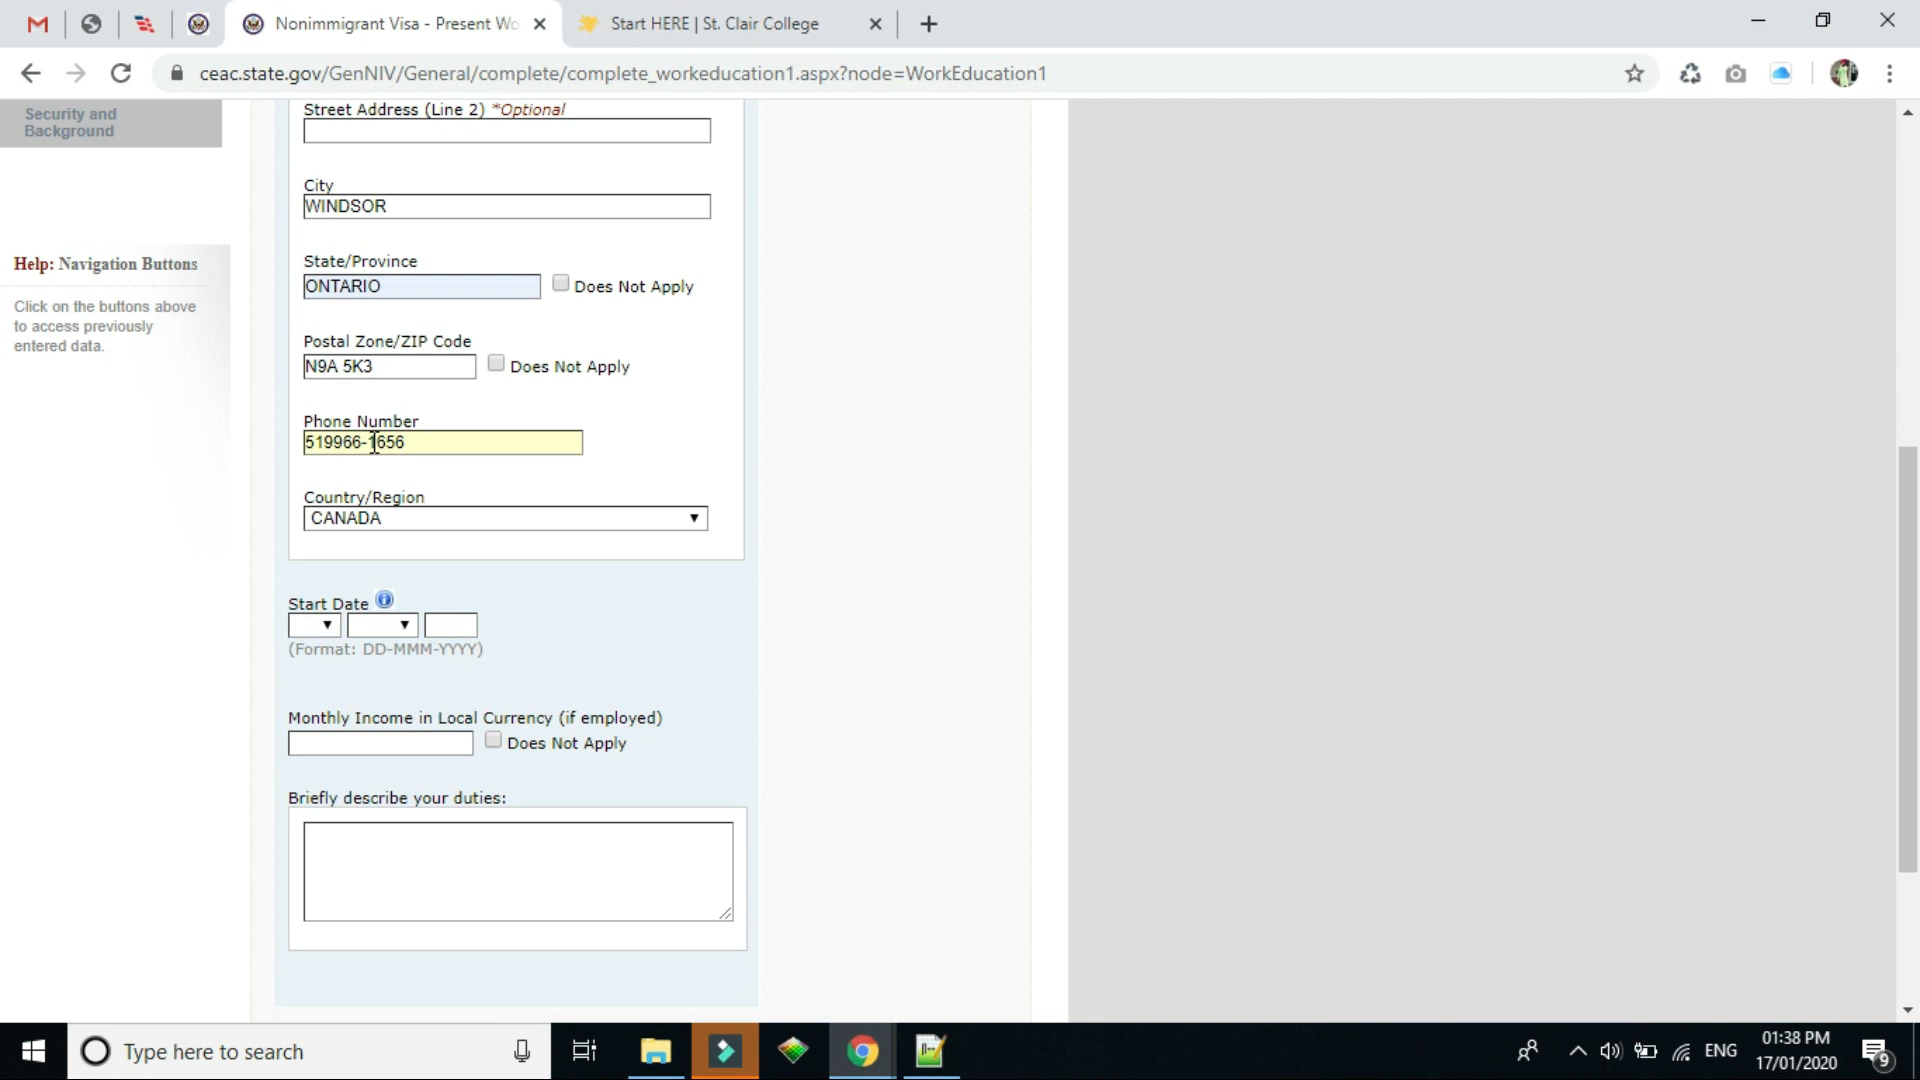 Nonimmigrant Visa - Present Wo
Start HERE | St. Clair College
ceac.state.gov/GenNIV/General/complete/complete_workeducation1.aspx?node=WorkEducation1
Security and
Background
Help: Navigation Buttons
Click on the buttons above
to access previously
entered data.
Street Address (Line 2) *Optional
City
WINDSOR
State/Province
ONTARIO
Does Not Apply
Postal Zone/ZIP Code
N9A 5K3
Does Not Apply
Phone Number
519966-1656
Country/Region
CANADA
Start Date
(Format: DD-MMM-YYYY)
Monthly Income in Local Currency (if employed)
Does Not Apply
Briefly describe your duties:
Type here to search
ENG
01:38 PM
17/01/2020
9